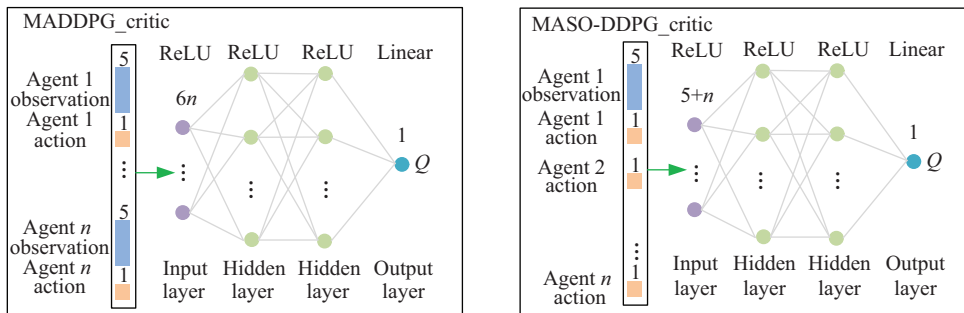 MADDPG_critic
5
Agent 1
observation
Agent 1
action
1
⋮
5
Agent n
observation
Agent n
action
1
ReLU
ReLU
ReLU
Linear
6n
⋮
⋮
⋮
1
Q
Input
layer
Hidden
layer
Hidden
layer
Output
layer
MASO-DDPG_critic
5
Agent 1
observation
Agent 1
action
1
Agent 2
action
1
⋮
Agent n
action
1
ReLU
ReLU
ReLU
Linear
5+n
⋮
⋮
⋮
1
Q
Input
layer
Hidden
layer
Hidden
layer
Output
layer